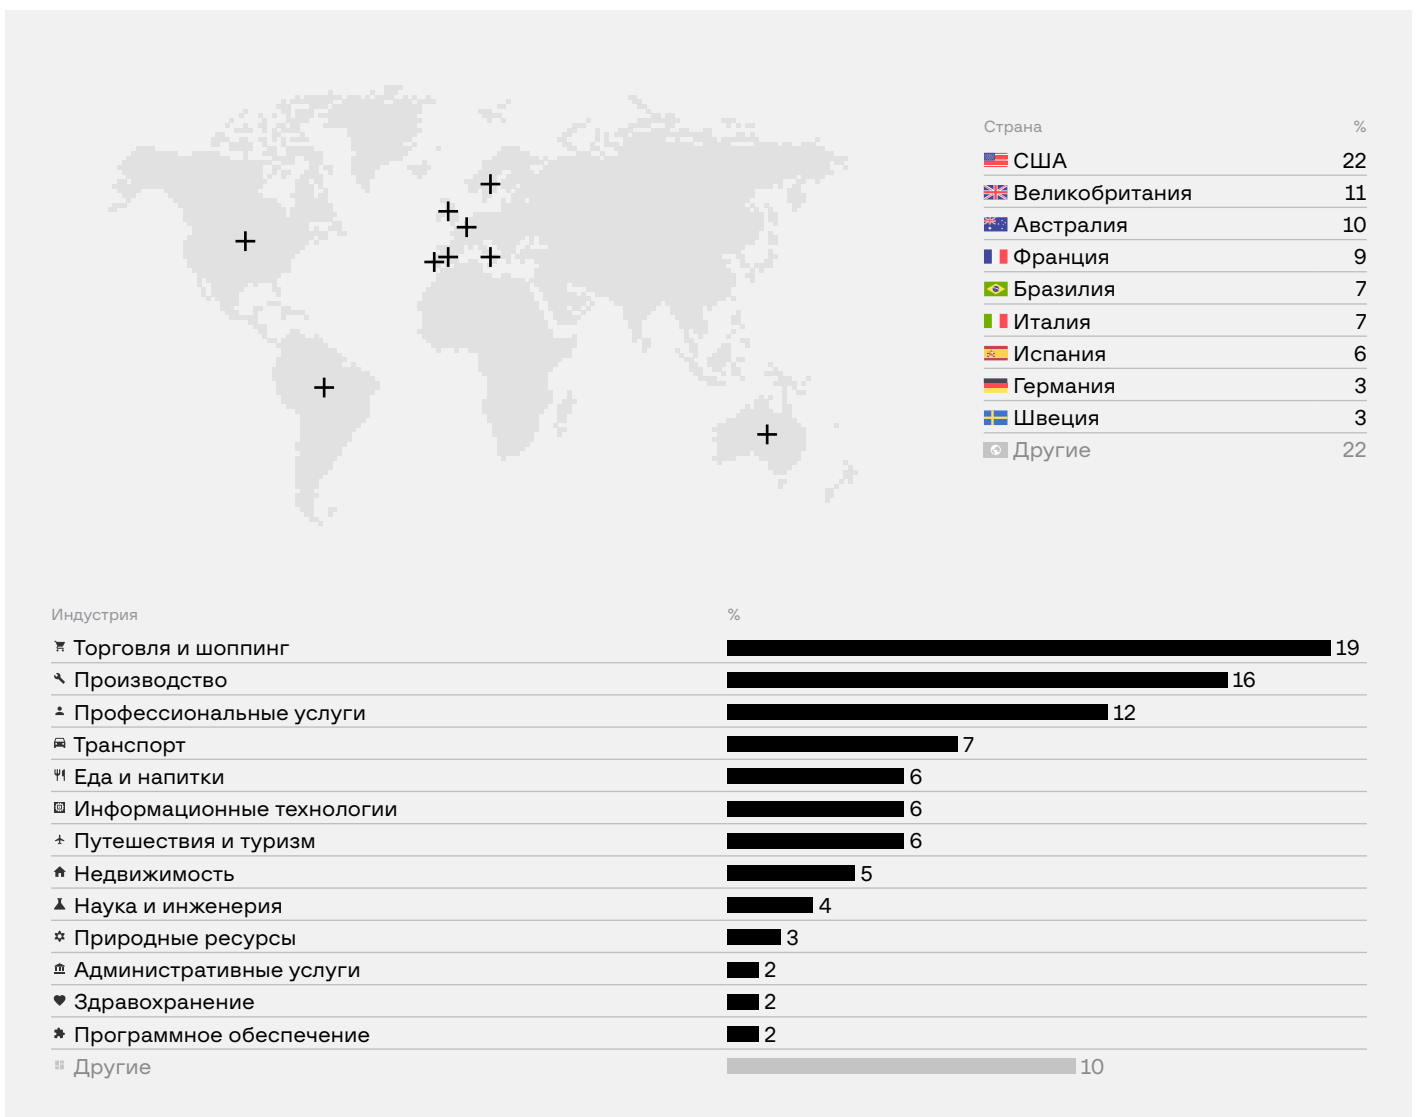 Страна %
США 22
Великобритания 11
Австралия 10
Франция 9
Бразилия 7
Италия 7
Испания 6
Германия 3
Швеция 3
Другие 22
Индустрия %
Торговля и шоппинг 19
Производство 16
Профессиональные услуги 12
Транспорт 7
Еда и напитки 6
Информационные технологии 6
Путешествия и туризм 6
Недвижимость 5
Наука и инженерия 4
Природные ресурсы 3
Административные услуги 2
Здравохранение 2
Программное обеспечение 2
Другие 10